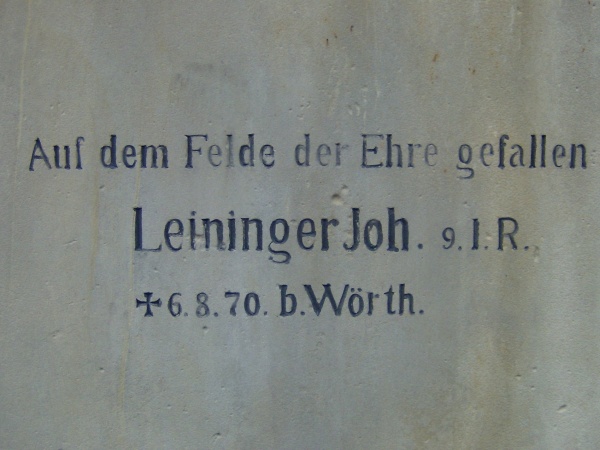 Auf dem Felde der Ehre gefallen
Leininger Joh. 9. I. R.
✠ 6. 8. 70. b. Wörth.